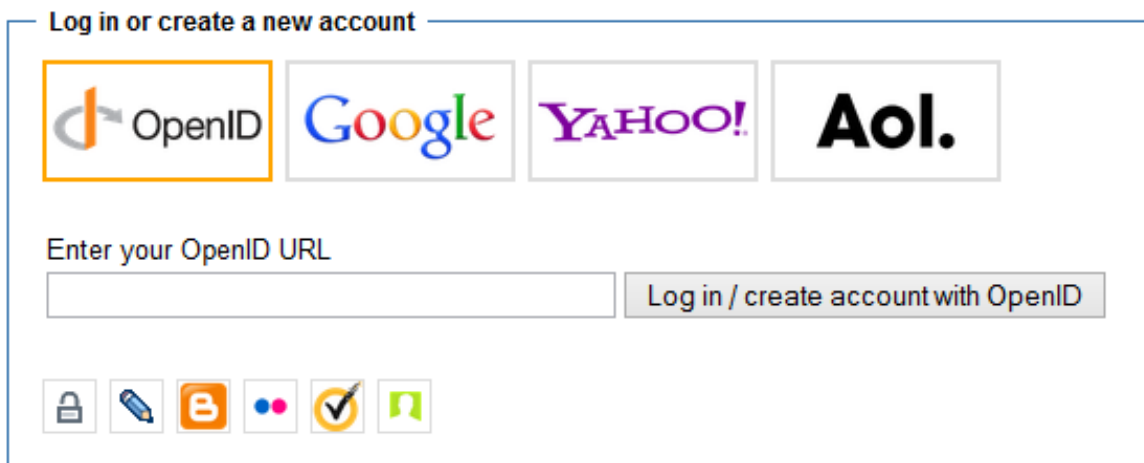 Log in or create a new account
OpenID Google YAHOO! Aol.
Enter your OpenID URL
Log in / create account with OpenID